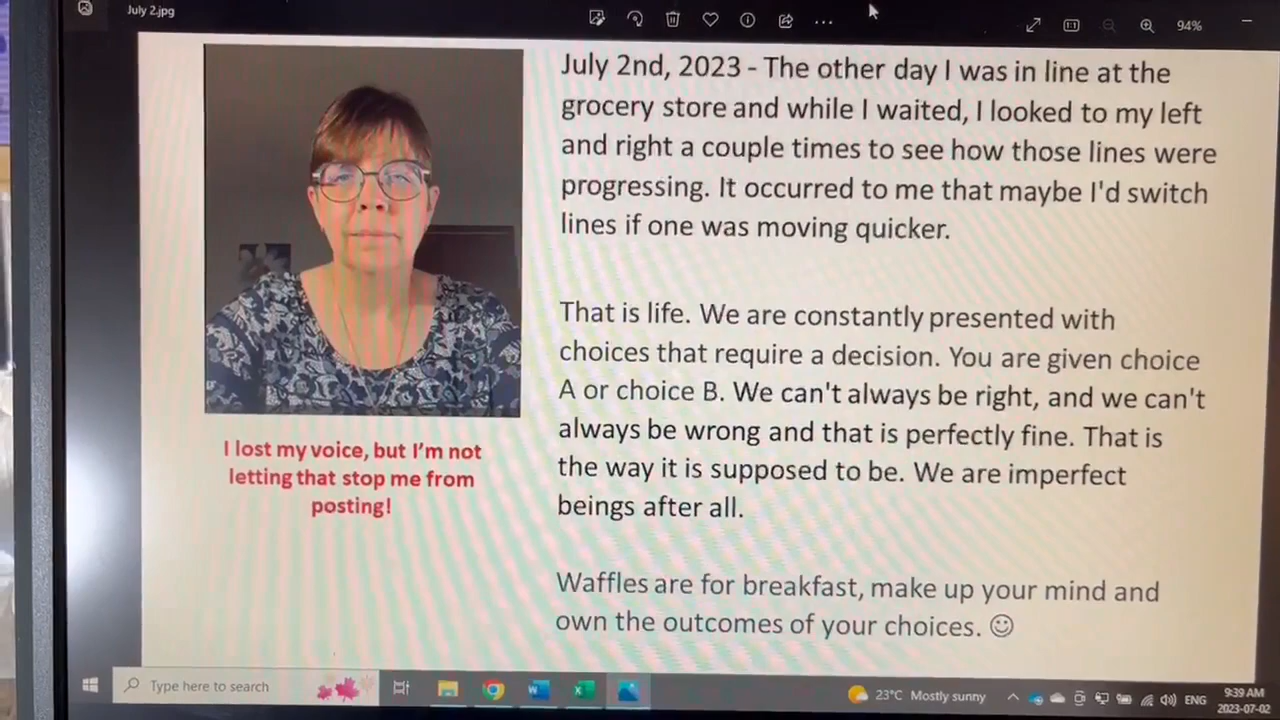 July 2.jpg
94%
July 2nd, 2023 - The other day I was in line at the
grocery store and while I waited, I looked to my left
and right a couple times to see how those lines were
progressing. It occurred to me that maybe I'd switch
lines if one was moving quicker.
That is life. We are constantly presented with
choices that require a decision. You are given choice
A or choice B. We can't always be right, and we can't
always be wrong and that is perfectly fine. That is
the way it is supposed to be. We are imperfect
beings after all.
Waffles are for breakfast, make up your mind and
own the outcomes of your choices. ☺
I lost my voice, but I'm not
letting that stop me from
posting!
Type here to search
23°C Mostly sunny
ENG
9:39 AM
2023-07-02